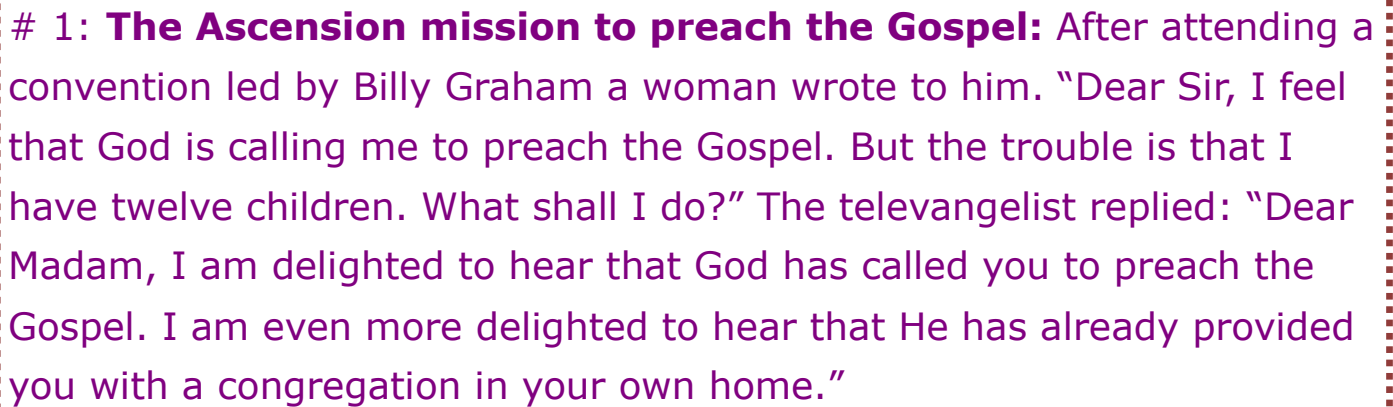 # 1: The Ascension mission to preach the Gospel: After attending a
convention led by Billy Graham a woman wrote to him. “Dear Sir, I feel
that God is calling me to preach the Gospel. But the trouble is that I
have twelve children. What shall I do?” The televangelist replied: “Dear
Madam, I am delighted to hear that God has called you to preach the
Gospel. I am even more delighted to hear that He has already provided
you with a congregation in your own home.”